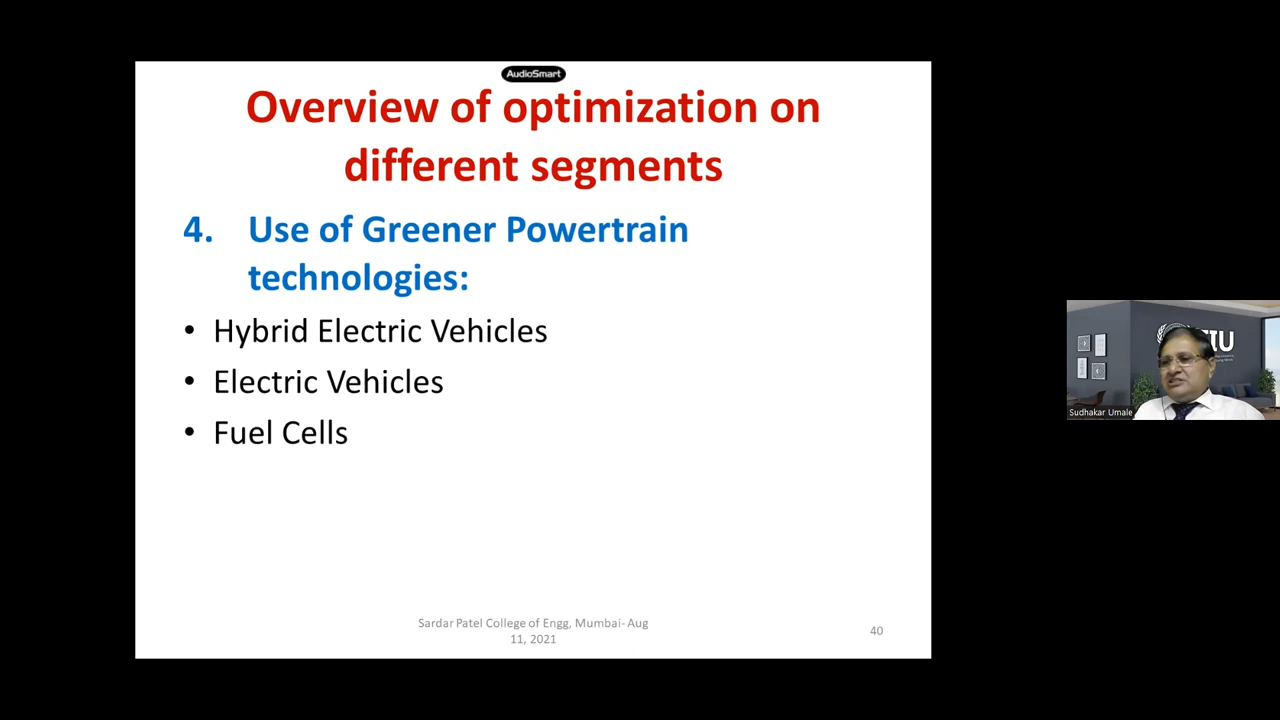 AudioSmart
Overview of optimization on
different segments
4. Use of Greener Powertrain
technologies:
• Hybrid Electric Vehicles
• Electric Vehicles
• Fuel Cells
Sardar Patel College of Engg, Mumbai- Aug
11, 2021
40
Sudhakar Umale